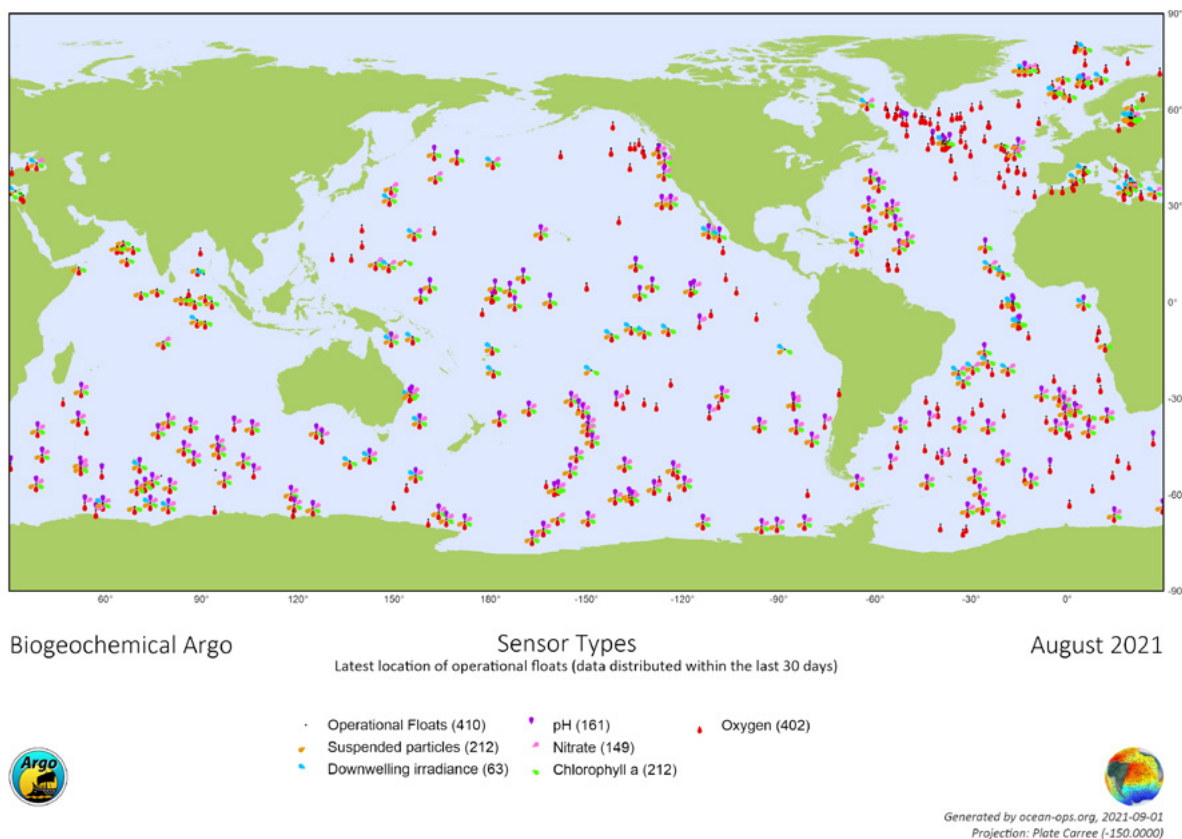 90°
60°
30°
0°
-30°
-60°
-90
60° 90° 120° 150° 180° -150° -120° -90° -60° -30° 0°
Biogeochemical Argo Sensor Types August 2021
Latest location of operational floats (data distributed within the last 30 days)
Operational Floats (410) pH (161) Oxygen (402)
Suspended particles (212) Nitrate (149)
Downwelling irradiance (63) Chlorophyll a (212)
Argo
Generated by ocean-ops.org, 2021-09-01
Projection: Plate Carree (-150.0000)